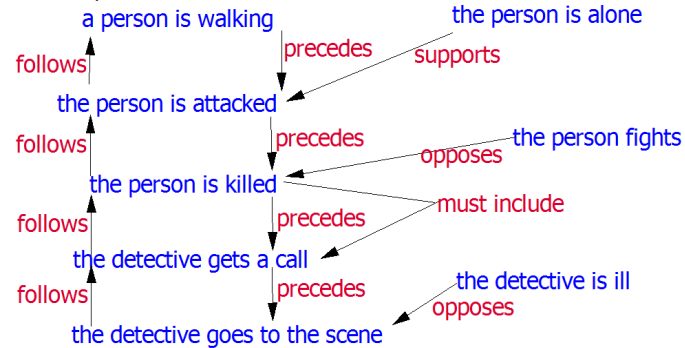 a person is walking
the person is alone
precedes
supports
follows
the person is attacked
follows
precedes
the person fights
opposes
the person is killed
must include
follows
precedes
the detective gets a call
the detective is ill
follows
precedes
opposes
the detective goes to the scene